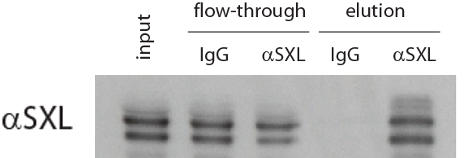 flow-through elution
input IgG αSXL IgG αSXL
αSXL